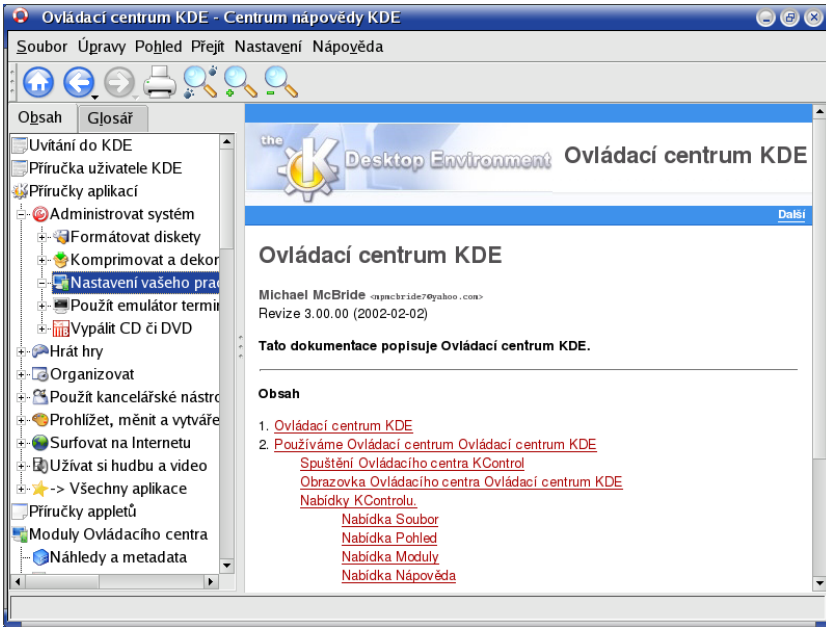 Ovládací centrum KDE - Centrum nápovědy KDE
Soubor Úpravy Pohled Přejít Nastavení Nápověda
Obsah Glosář
Uvítání do KDE
Příručka uživatele KDE
Příručky aplikací
Administrovat systém
Formátovat diskety
Komprimovat a dekor
Nastavení vašeho prac
Použít emulátor termin
Vypálit CD či DVD
Hrát hry
Organizovat
Použít kancelářské nástro
Prohlížet, měnit a vytváře
Surfovat na Internetu
Užívat si hudbu a video
-> Všechny aplikace
Příručky appletů
Moduly Ovládacího centra
Náhledy a metadata
the K Desktop Environment Ovládací centrum KDE
Další
Ovládací centrum KDE
Michael McBride <mpmcbride7@yahoo.com>
Revize 3.00.00 (2002-02-02)
Tato dokumentace popisuje Ovládací centrum KDE.
Obsah
1. Ovládací centrum KDE
2. Používáme Ovládací centrum Ovládací centrum KDE
Spuštění Ovládacího centra KControl
Obrazovka Ovládacího centra Ovládací centrum KDE
Nabídky KControlu.
Nabídka Soubor
Nabídka Pohled
Nabídka Moduly
Nabídka Nápověda